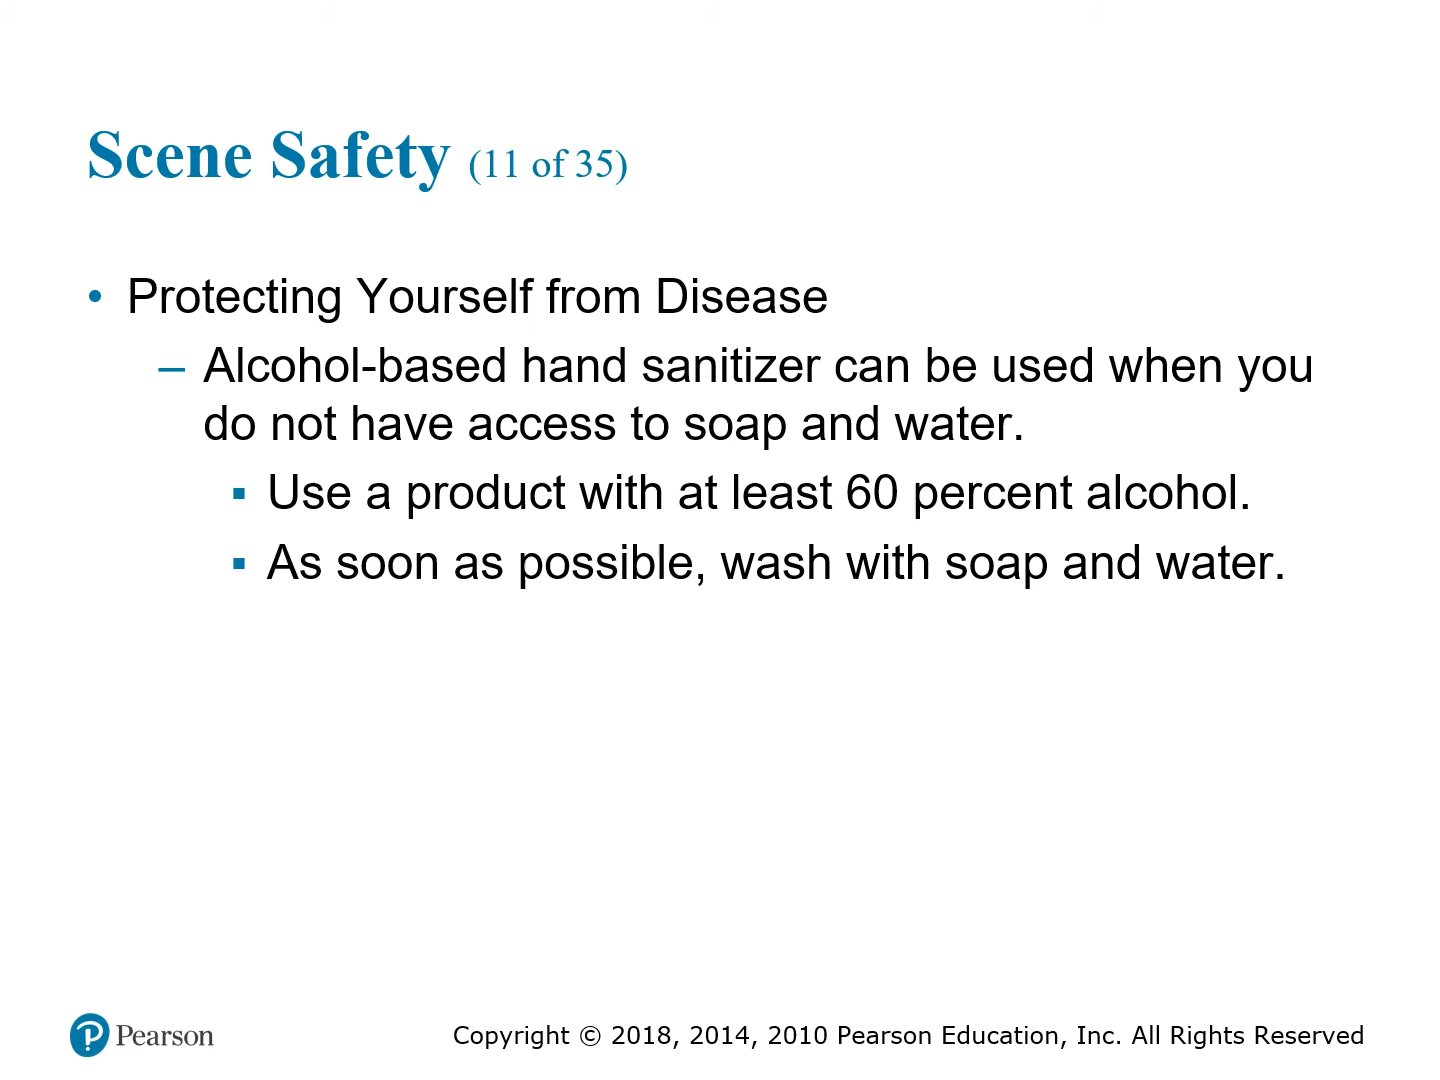 Scene Safety (11 of 35)
• Protecting Yourself from Disease
– Alcohol-based hand sanitizer can be used when you
do not have access to soap and water.
▪ Use a product with at least 60 percent alcohol.
▪ As soon as possible, wash with soap and water.
Pearson
Copyright © 2018, 2014, 2010 Pearson Education, Inc. All Rights Reserved